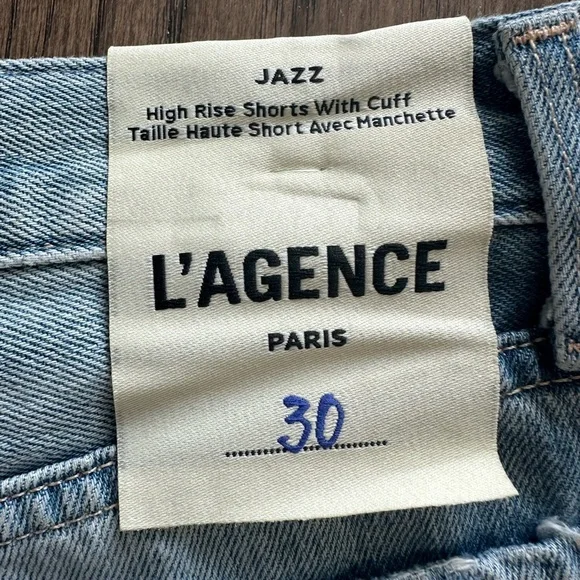 JAZZ
High Rise Shorts With Cuff
Taille Haute Short Avec Manchette
L'AGENCE
PARIS
30